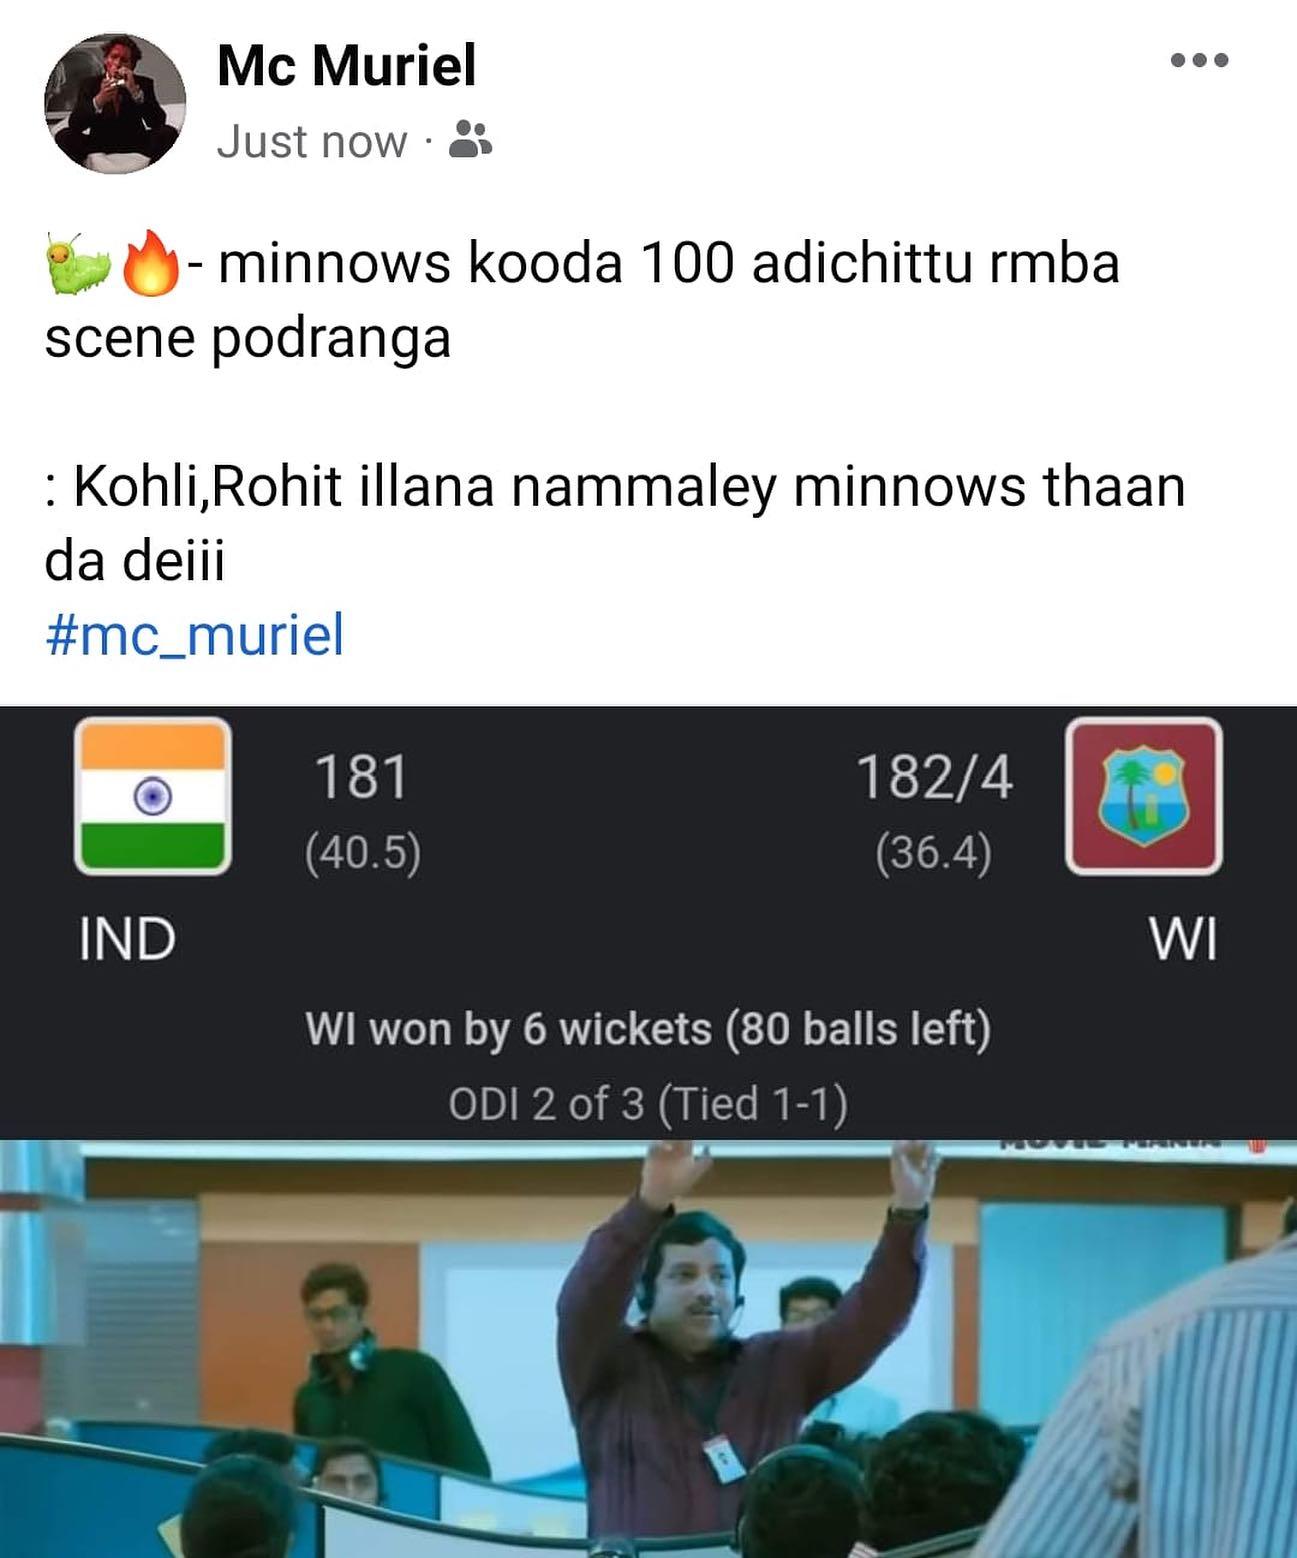 Mc Muriel
Just now ·
🐛🔥- minnows kooda 100 adichittu rmba
scene podranga
: Kohli,Rohit illana nammaley minnows thaan
da deiii
#mc_muriel
181
182/4
(40.5)
(36.4)
IND
WI
WI won by 6 wickets (80 balls left)
ODI 2 of 3 (Tied 1-1)